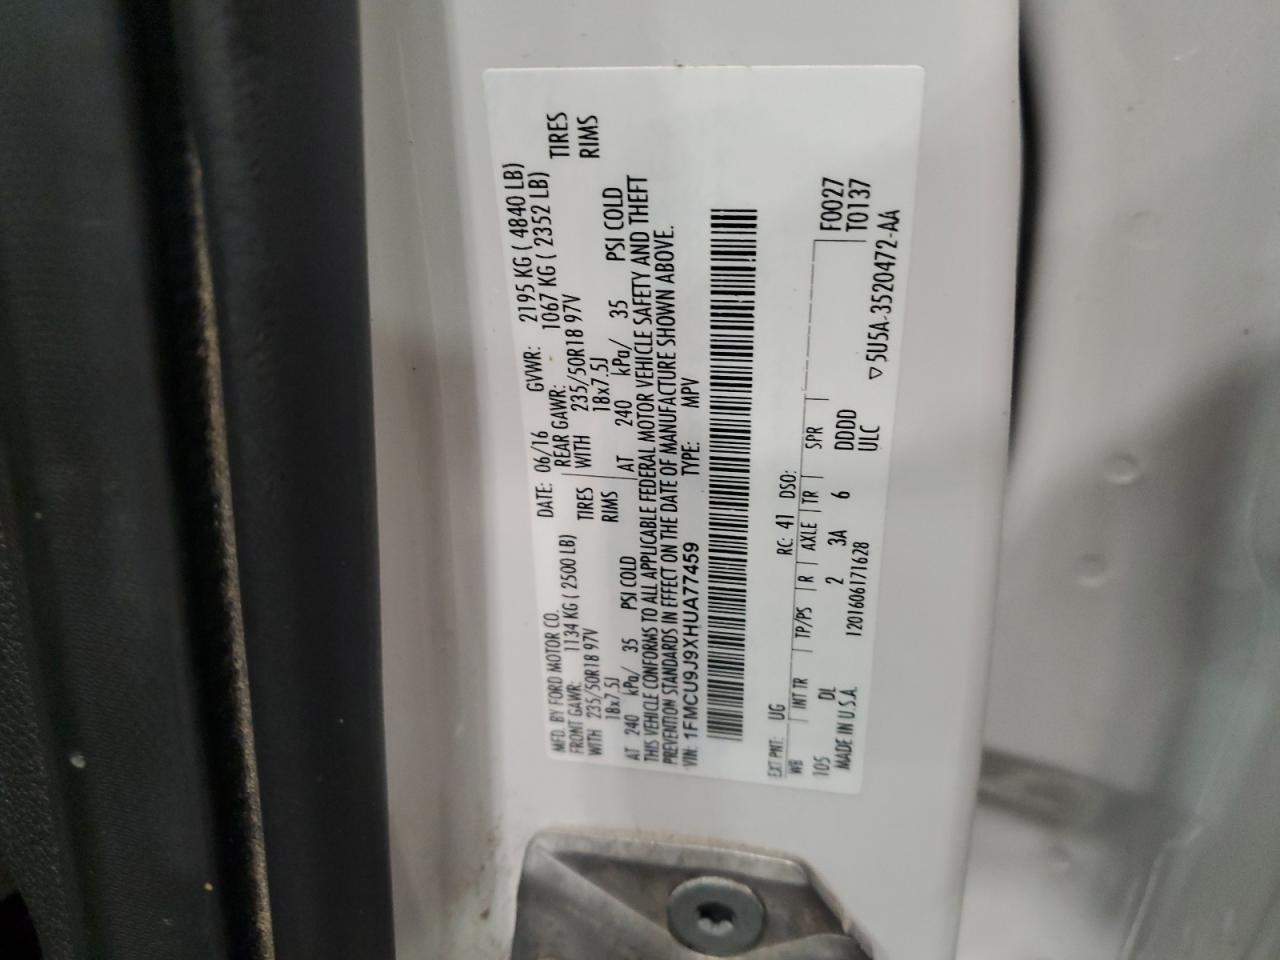 MFD. BY FORD MOTOR CO.
DATE: 06/16 GVWR: 2195 KG ( 4840 LB)
FRONT GAWR: 1134 KG ( 2500 LB) REAR GAWR: 1067 KG ( 2352 LB)
WITH 235/50R18 97V TIRES WITH 235/50R18 97V TIRES
18x7.5J RIMS 18x7.5J RIMS
AT 240 kPa/ 35 PSI COLD AT 240 kPa/ 35 PSI COLD
THIS VEHICLE CONFORMS TO ALL APPLICABLE FEDERAL MOTOR VEHICLE SAFETY AND THEFT
PREVENTION STANDARDS IN EFFECT ON THE DATE OF MANUFACTURE SHOWN ABOVE.
VIN: 1FMCU9J9XHUA77459 TYPE: MPV
EXT PNT: UG RC: 41 DSO:
WB INT TR TP/PS R AXLE TR SPR F0027
105 DL 2 3A 6 DDDD T0137
MADE IN U.S.A. 1201606171628 ULC ▽5U5A-3520472-AA